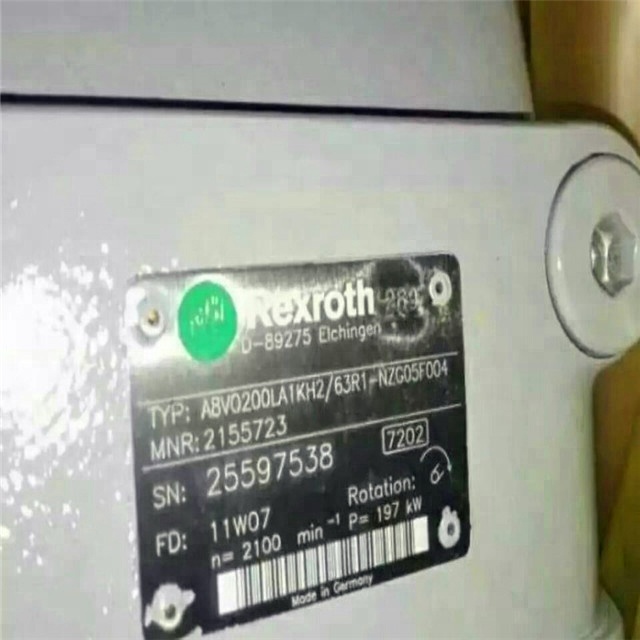 Rexroth
D-89275 Elchingen
TYP: A8VO200LA1KH2/63R1-NZG05F004
MNR: 2155723
7202
SN: 25597538
Rotation:
FD: 11W07
n= 2100 min⁻¹ P= 197 kW
Made in Germany